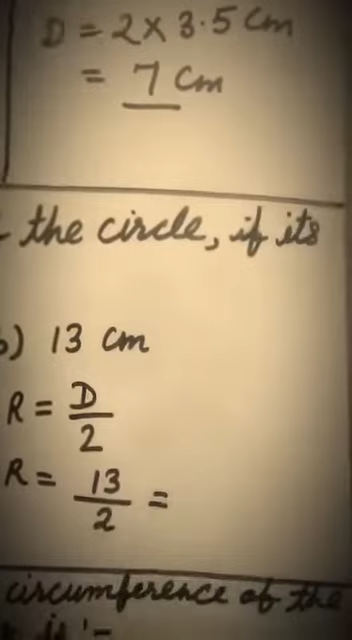 D = 2 × 3.5 cm
= 7 cm
the circle, if its
b) 13 cm
R = D/2
R = 13/2 =
circumference of the